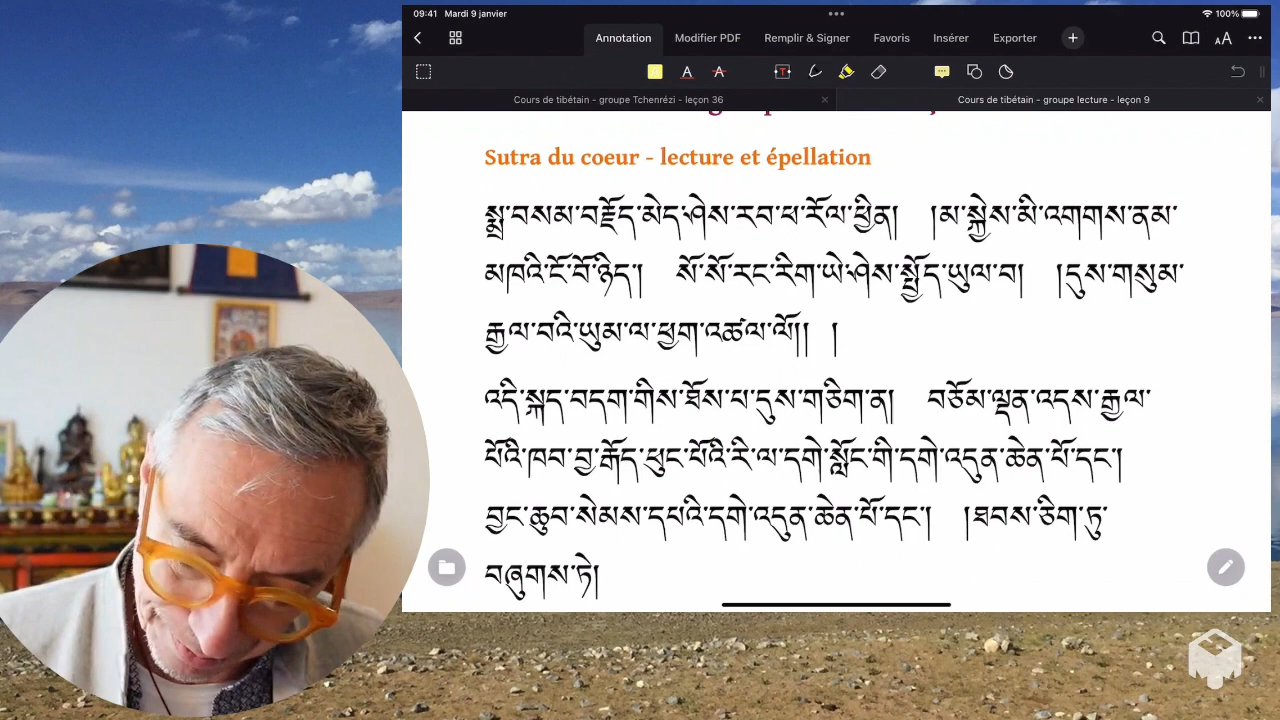 09:41 Mardi 9 janvier
100%
Annotation Modifier PDF Remplir & Signer Favoris Insérer Exporter
Cours de tibétain - groupe Tchenrézi - leçon 36
Cours de tibétain - groupe lecture - leçon 9
Sutra du coeur - lecture et épellation
སྨྲ་བསམ་བརྗོད་མེད་ཤེས་རབ་ཕ་རོལ་ཕྱིན། །མ་སྐྱེས་མི་འགགས་ནམ་
མཁའི་ངོ་བོ་ཉིད། སོ་སོ་རང་རིག་ཡེ་ཤེས་སྤྱོད་ཡུལ་བ། །དུས་གསུམ་
རྒྱལ་བའི་ཡུམ་ལ་ཕྱག་འཚལ་ལོ།། །
འདི་སྐད་བདག་གིས་ཐོས་པ་དུས་གཅིག་ན། བཅོམ་ལྡན་འདས་རྒྱལ་
པོའི་ཁབ་བྱ་རྒོད་ཕུང་པོའི་རི་ལ་དགེ་སློང་གི་དགེ་འདུན་ཆེན་པོ་དང་།
བྱང་ཆུབ་སེམས་དཔའི་དགེ་འདུན་ཆེན་པོ་དང་། །ཐབས་ཅིག་ཏུ་
བཞུགས་ཏེ།